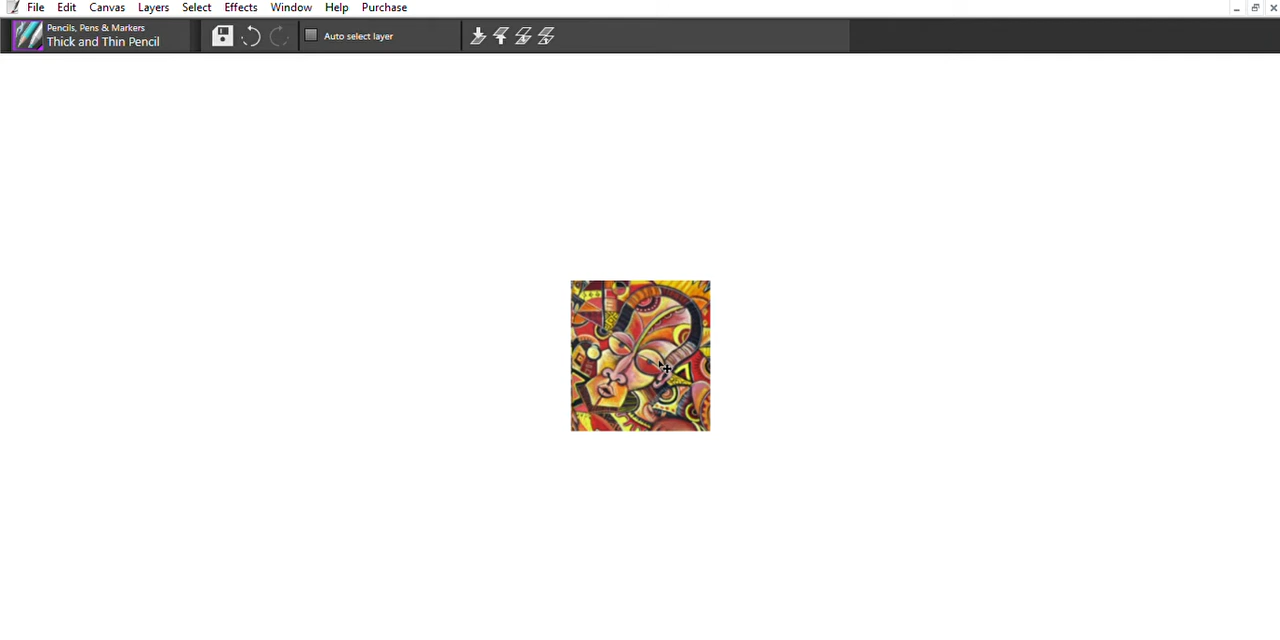 File Edit Canvas Layers Select Effects Window Help Purchase
Pencils, Pens & Markers
Thick and Thin Pencil
Auto select layer